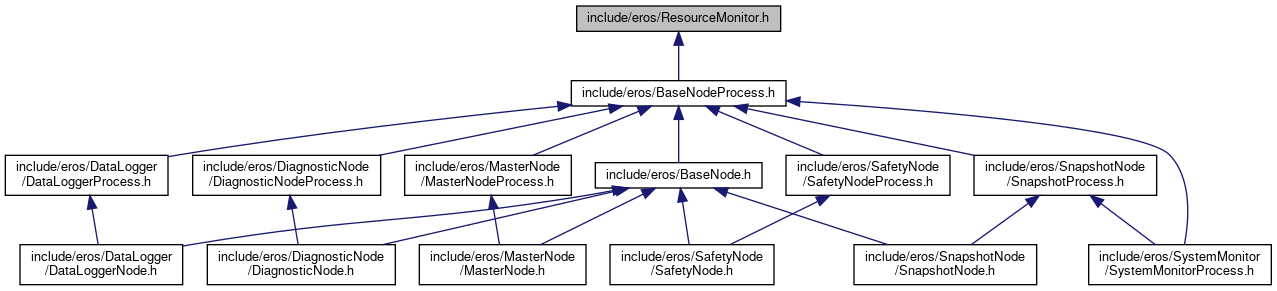 include/eros/ResourceMonitor.h
include/eros/BaseNodeProcess.h
include/eros/DataLogger
/DataLoggerProcess.h
include/eros/DiagnosticNode
/DiagnosticNodeProcess.h
include/eros/MasterNode
/MasterNodeProcess.h
include/eros/BaseNode.h
include/eros/SafetyNode
/SafetyNodeProcess.h
include/eros/SnapshotNode
/SnapshotProcess.h
include/eros/DataLogger
/DataLoggerNode.h
include/eros/DiagnosticNode
/DiagnosticNode.h
include/eros/MasterNode
/MasterNode.h
include/eros/SafetyNode
/SafetyNode.h
include/eros/SnapshotNode
/SnapshotNode.h
include/eros/SystemMonitor
/SystemMonitorProcess.h